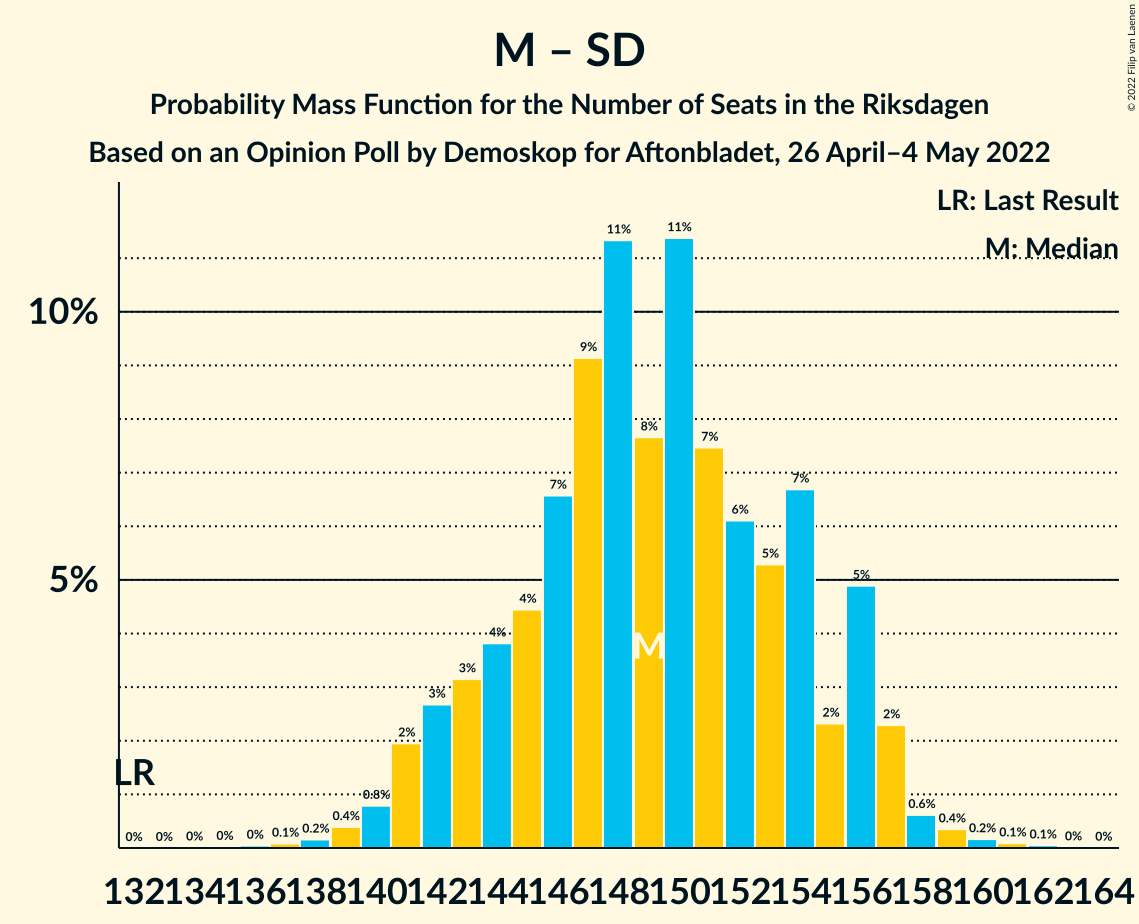 M – SD
Probability Mass Function for the Number of Seats in the Riksdagen
Based on an Opinion Poll by Demoskop for Aftonbladet, 26 April–4 May 2022
© 2022 Filip van Laenen
LR: Last Result
M: Median
10%
5%
LR
M
0% 0% 0% 0% 0% 0.1% 0.2% 0.4% 0.8% 2% 3% 3% 4% 4% 7% 9% 11% 8% 11% 7% 6% 5% 7% 2% 5% 2% 0.6% 0.4% 0.2% 0.1% 0.1% 0% 0%
132 134 136 138 140 142 144 146 148 150 152 154 156 158 160 162 164